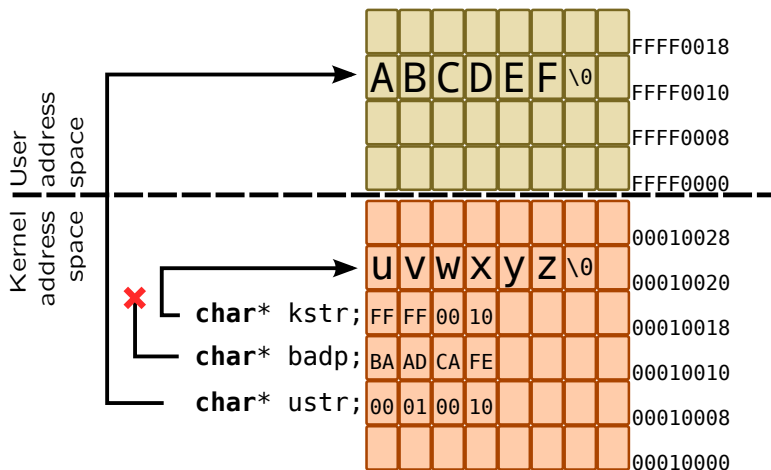 FFFF0018
A B C D E F \0 FFFF0010
FFFF0008
FFFF0000
User address space
Kernel address space
00010028
u v w x y z \0 00010020
char* kstr; FF FF 00 10 00010018
char* badp; BA AD CA FE 00010010
char* ustr; 00 01 00 10 00010008
00010000